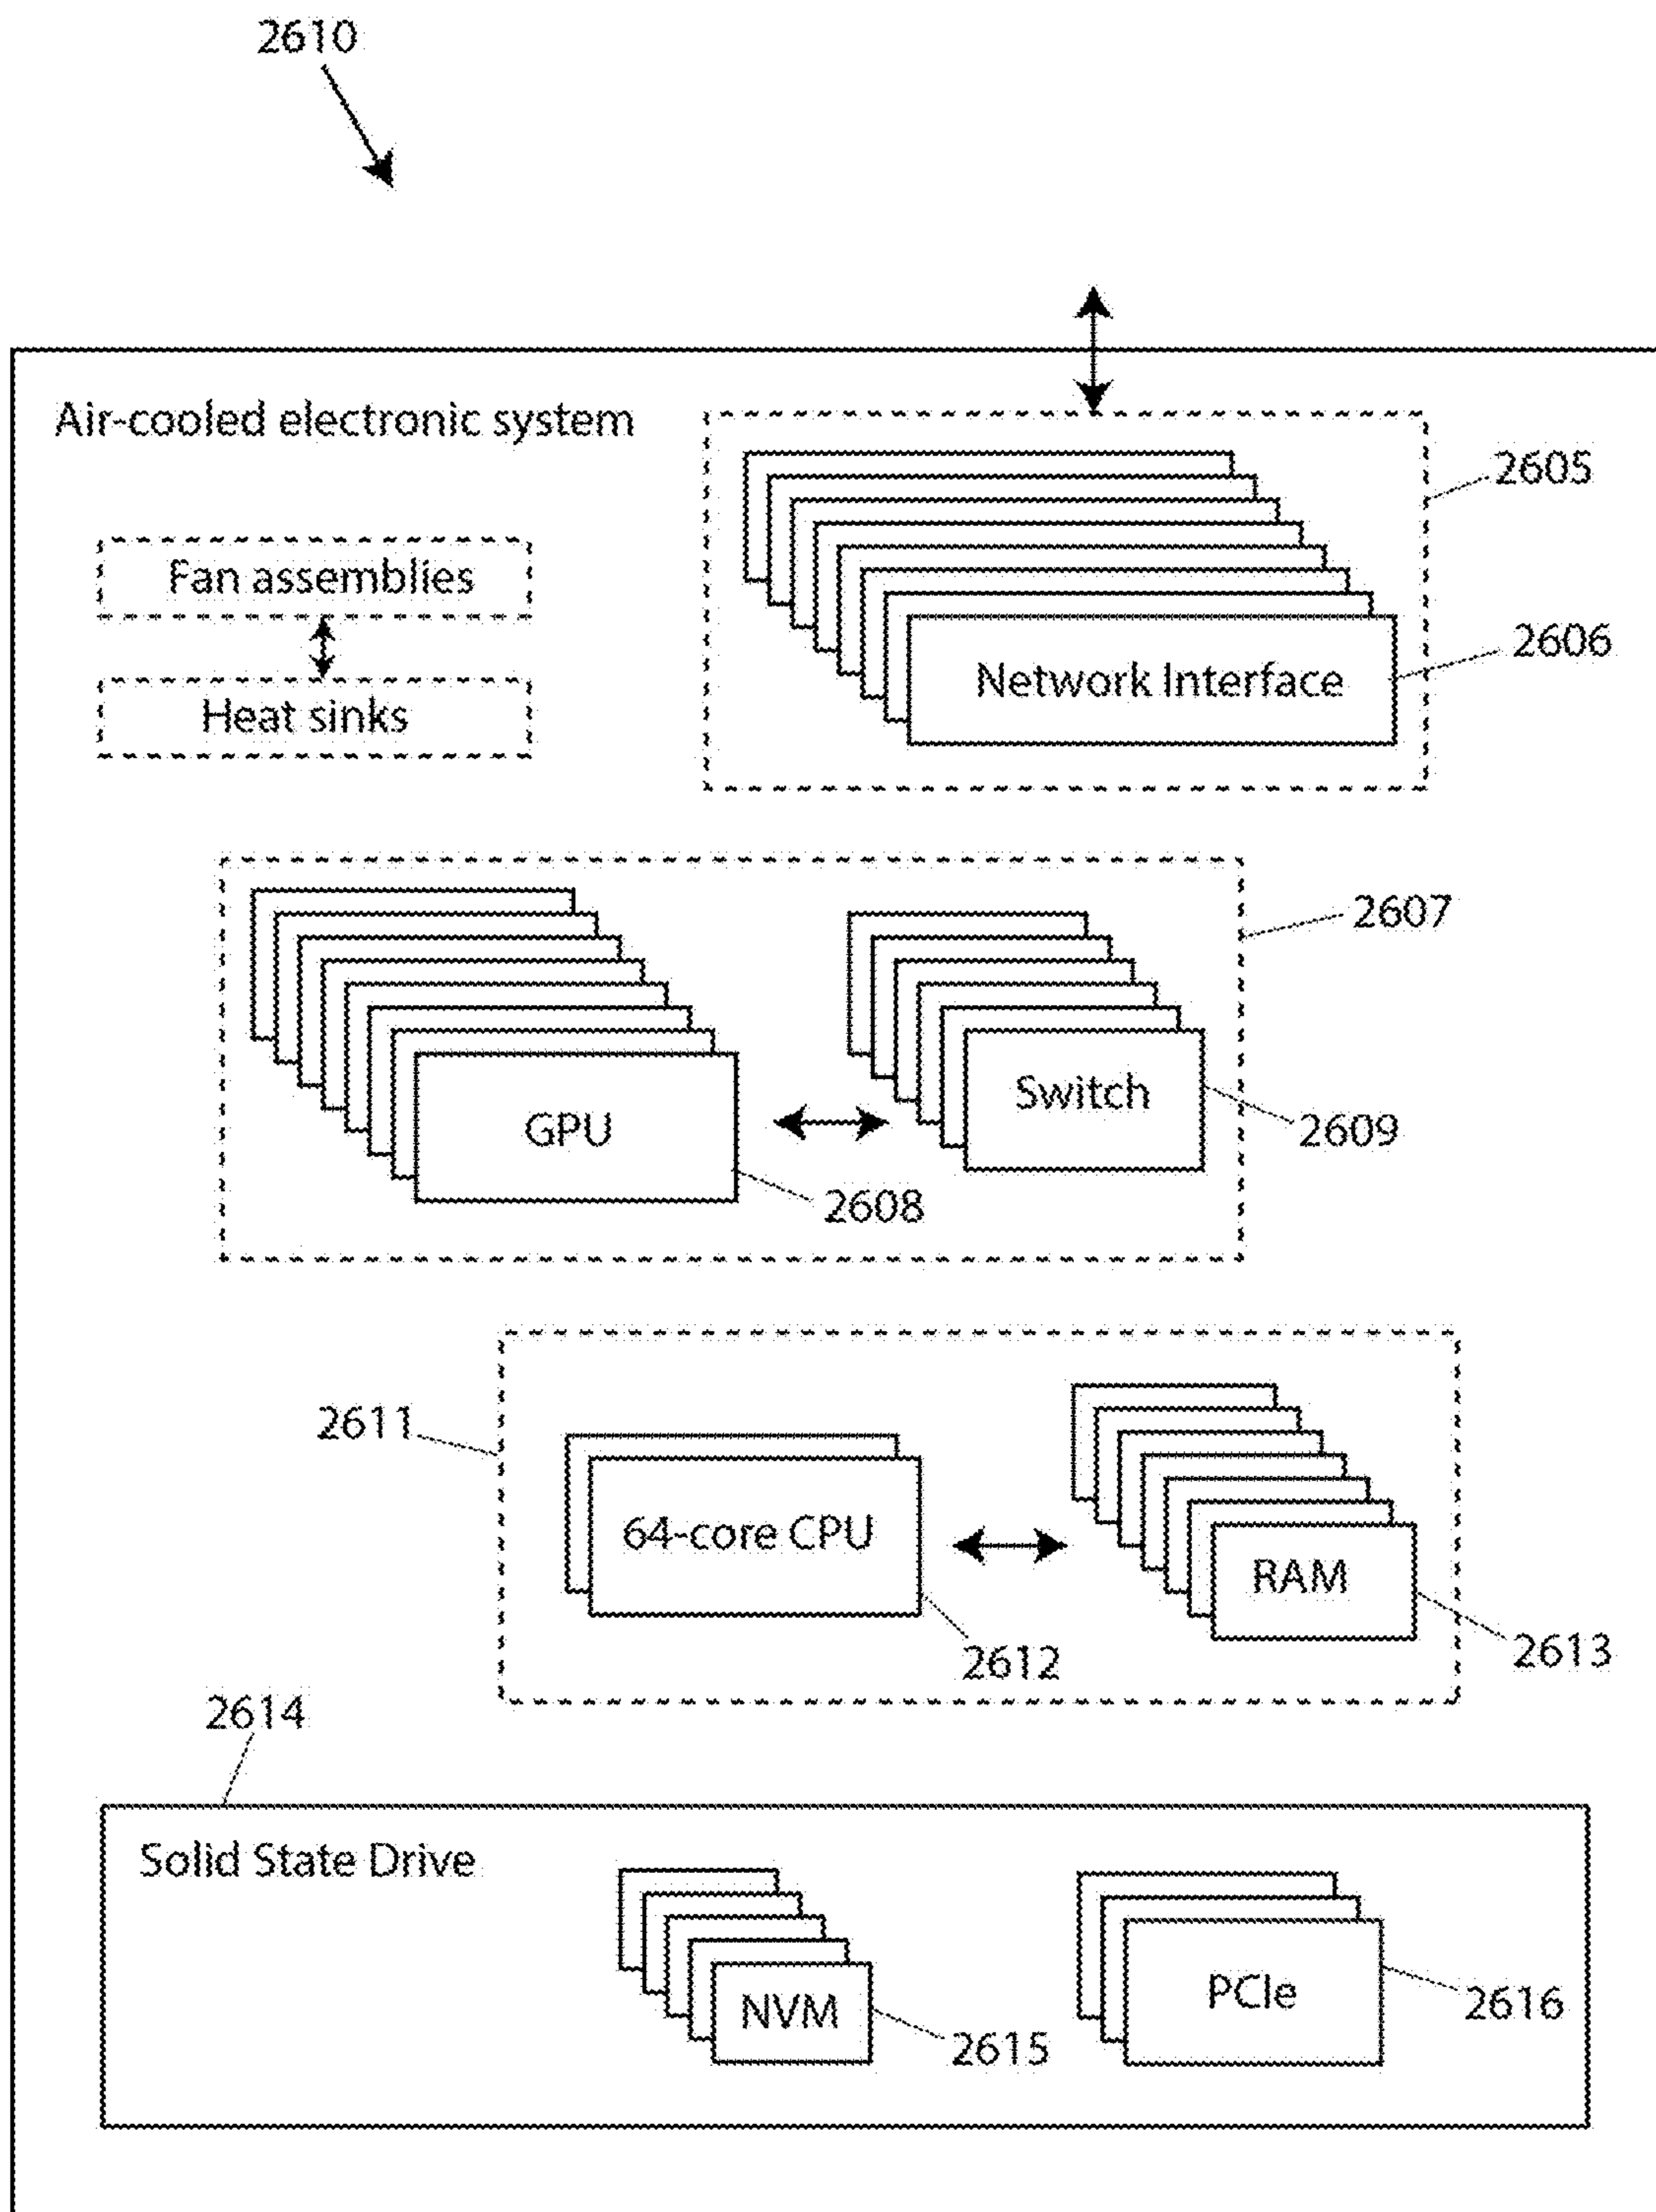 2610
Air-cooled electronic system
2605
Fan assemblies
2606
Network Interface
Heat sinks
2607
Switch
GPU
2609
2608
2611
64-core CPU
RAM
2612
2613
2614
Solid State Drive
PCIe
NVM
2616
2615